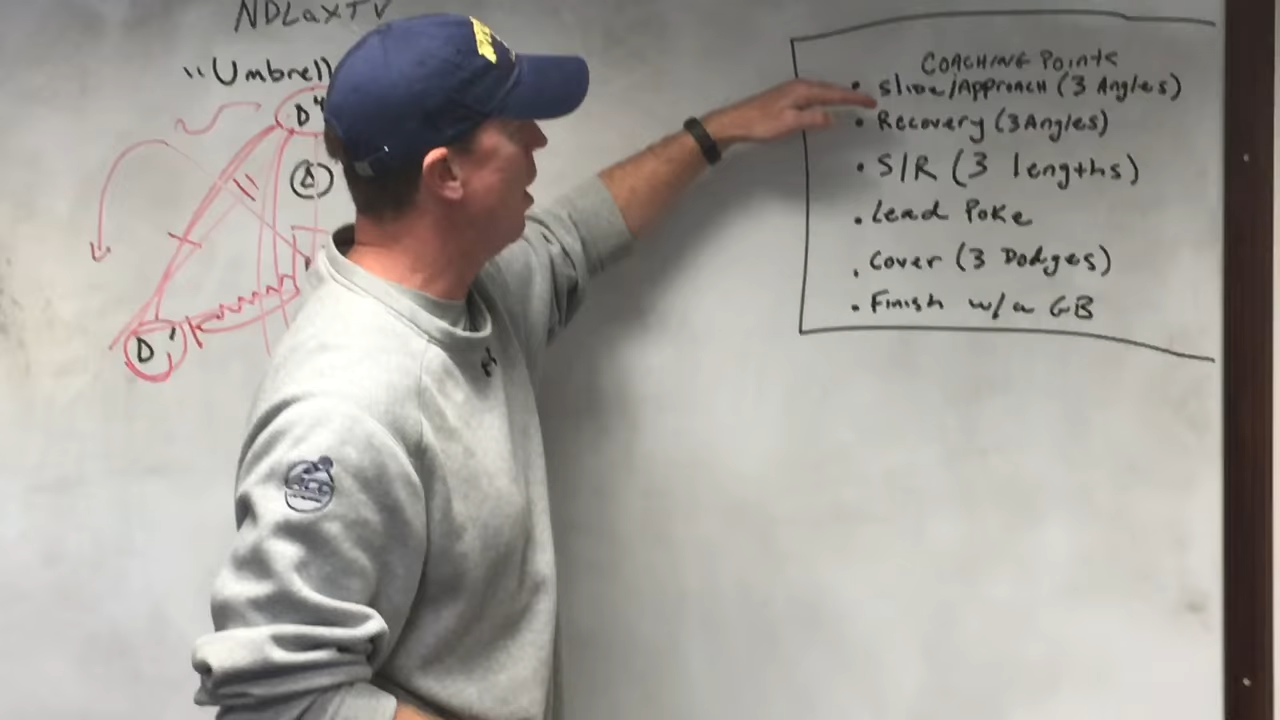 NDLaxTV
"Umbrell
D4
A
D1
COACHING Points
• Slide/Approach (3 Angles)
• Recovery (3 Angles)
• S/R (3 lengths)
• Lead Poke
• Cover (3 Dodges)
• Finish w/a GB